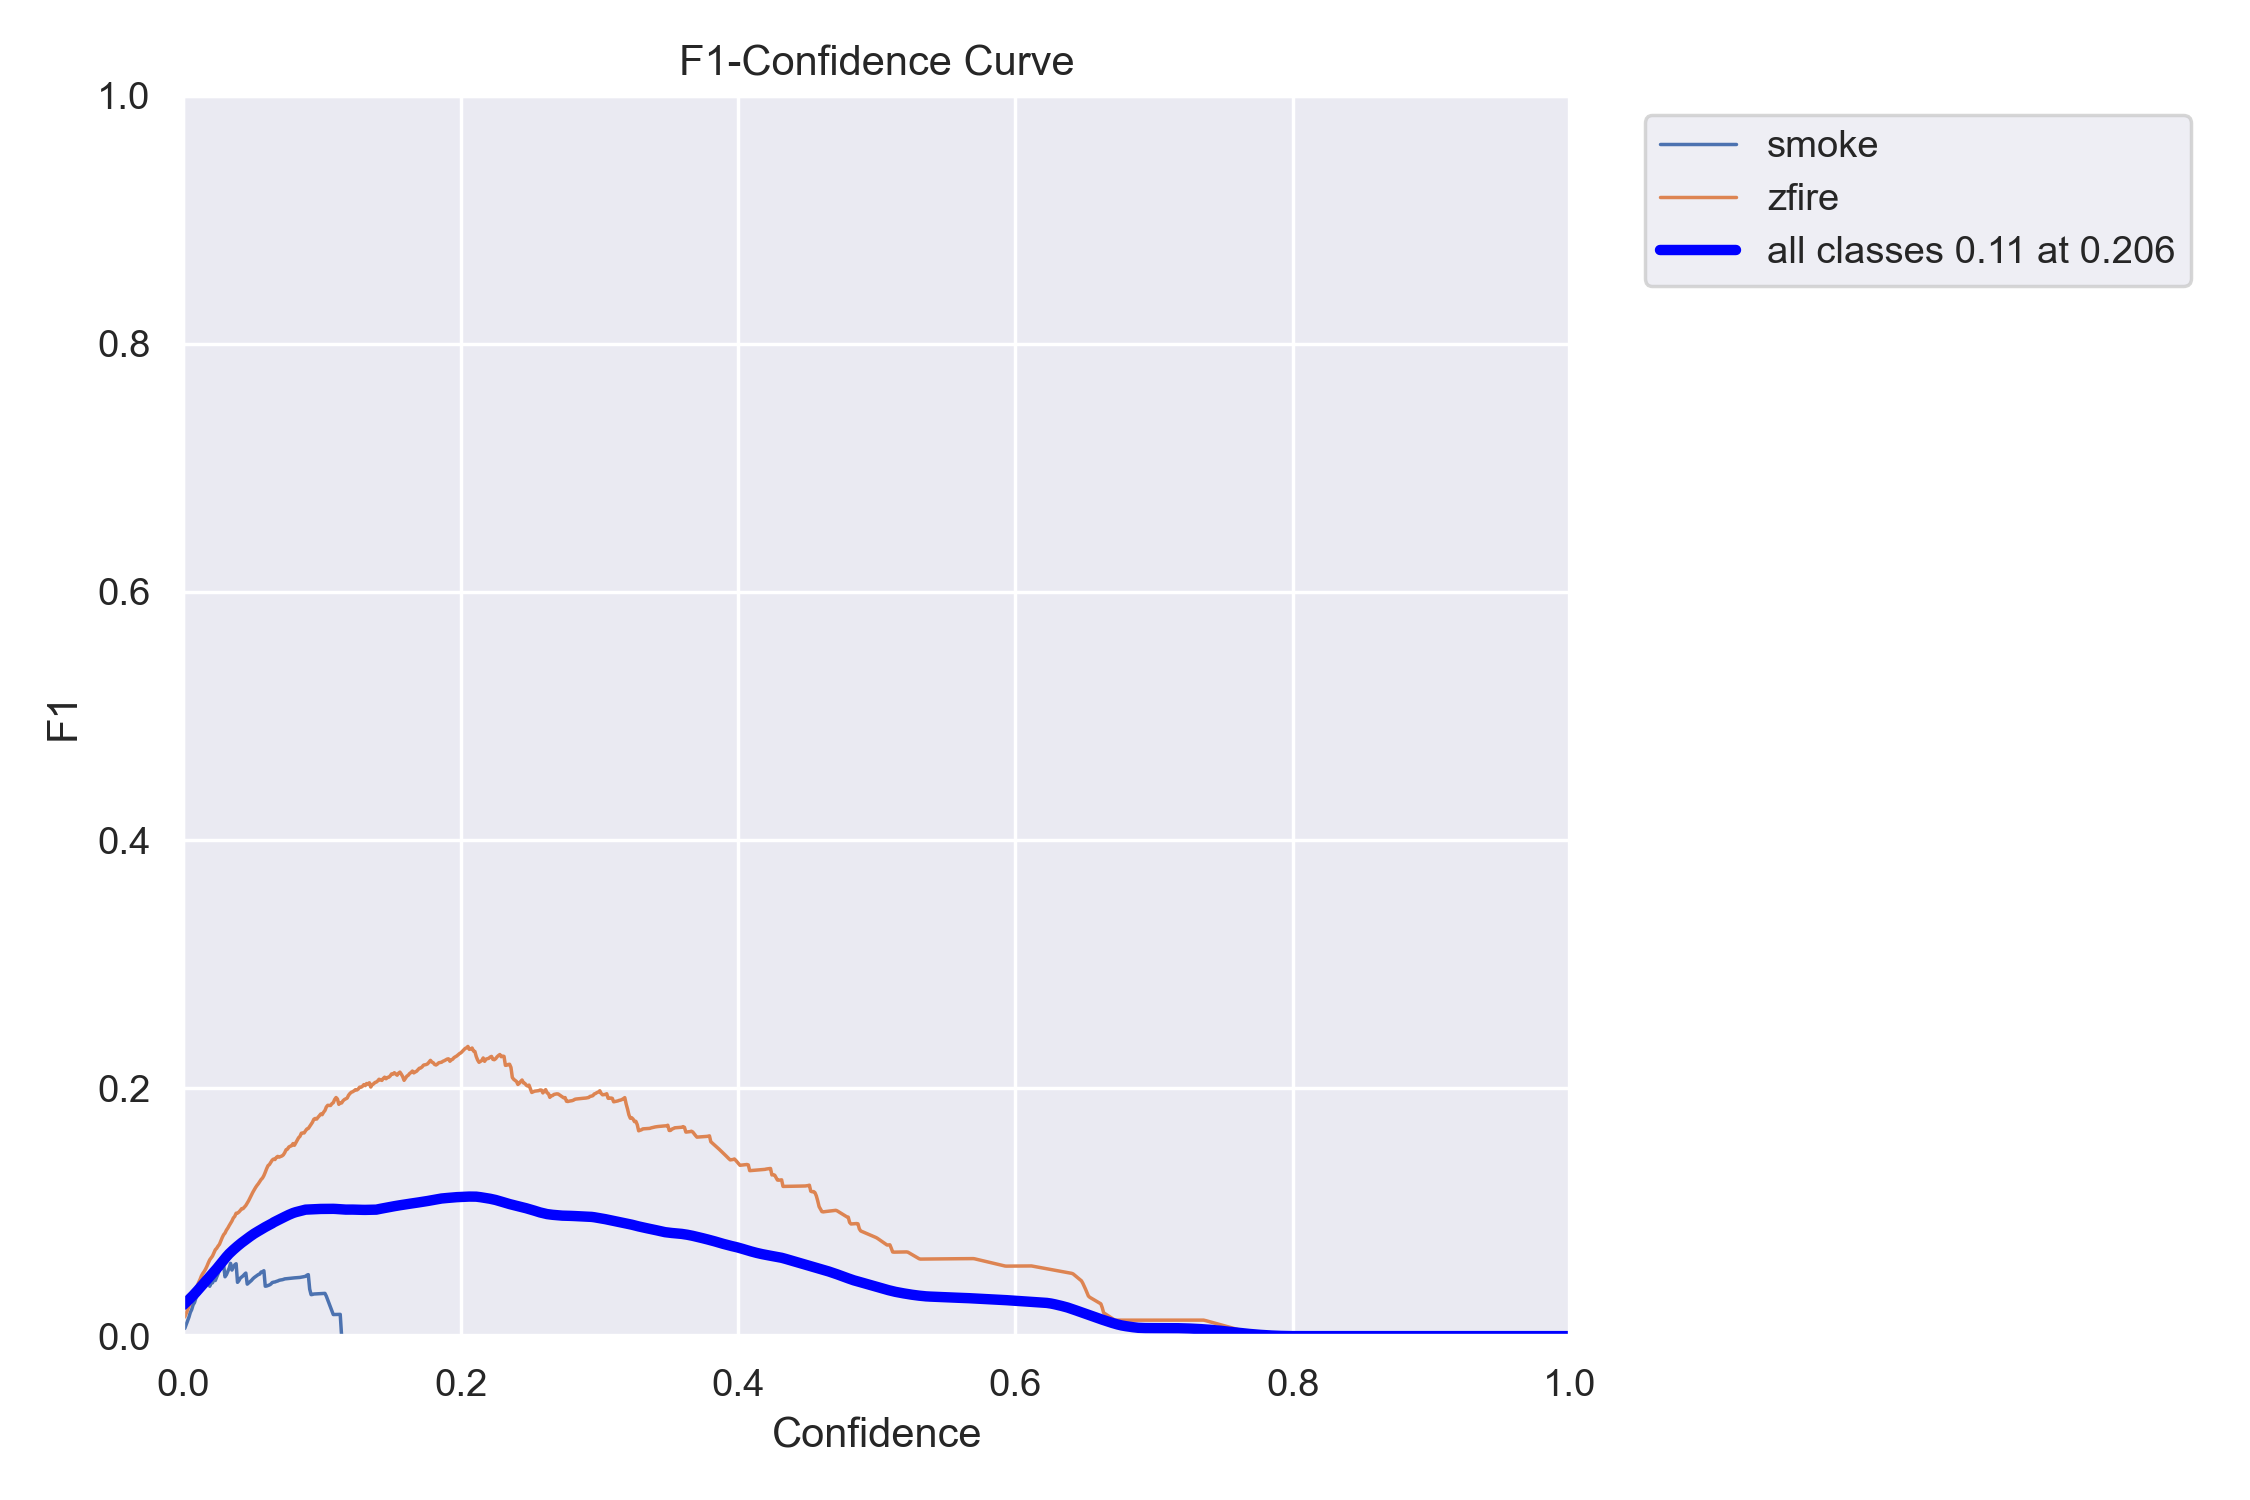 F1-Confidence Curve
1.0
0.8
0.6
0.4
0.2
0.0
F1
0.0 0.2 0.4 0.6 0.8 1.0
Confidence
smoke
zfire
all classes 0.11 at 0.206